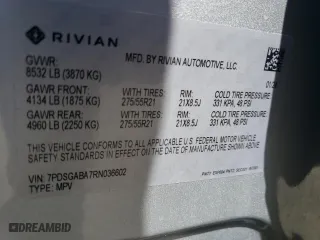 RIVIAN
MFD. BY RIVIAN AUTOMOTIVE, LLC.
GVWR:
8532 LB (3870 KG)
GAWR FRONT: WITH TIRES: RIM: COLD TIRE PRESSURE:
4134 LB (1875 KG) 275/55R21 21X8.5J 331 KPA, 48 PSI
GAWR REAR: WITH TIRES: RIM: COLD TIRE PRESSURE:
4960 LB (2250 KG) 275/55R21 21X8.5J 331 KPA, 48 PSI
THIS VEHICLE CONFORMS TO ALL APPLICABLE U.S. FEDERAL MOTOR VEHICLE
SAFETY STANDARDS IN EFFECT ON THE DATE OF MANUFACTURE SHOWN ABOVE.
VIN: 7PDSGABA7RN036602
TYPE: MPV